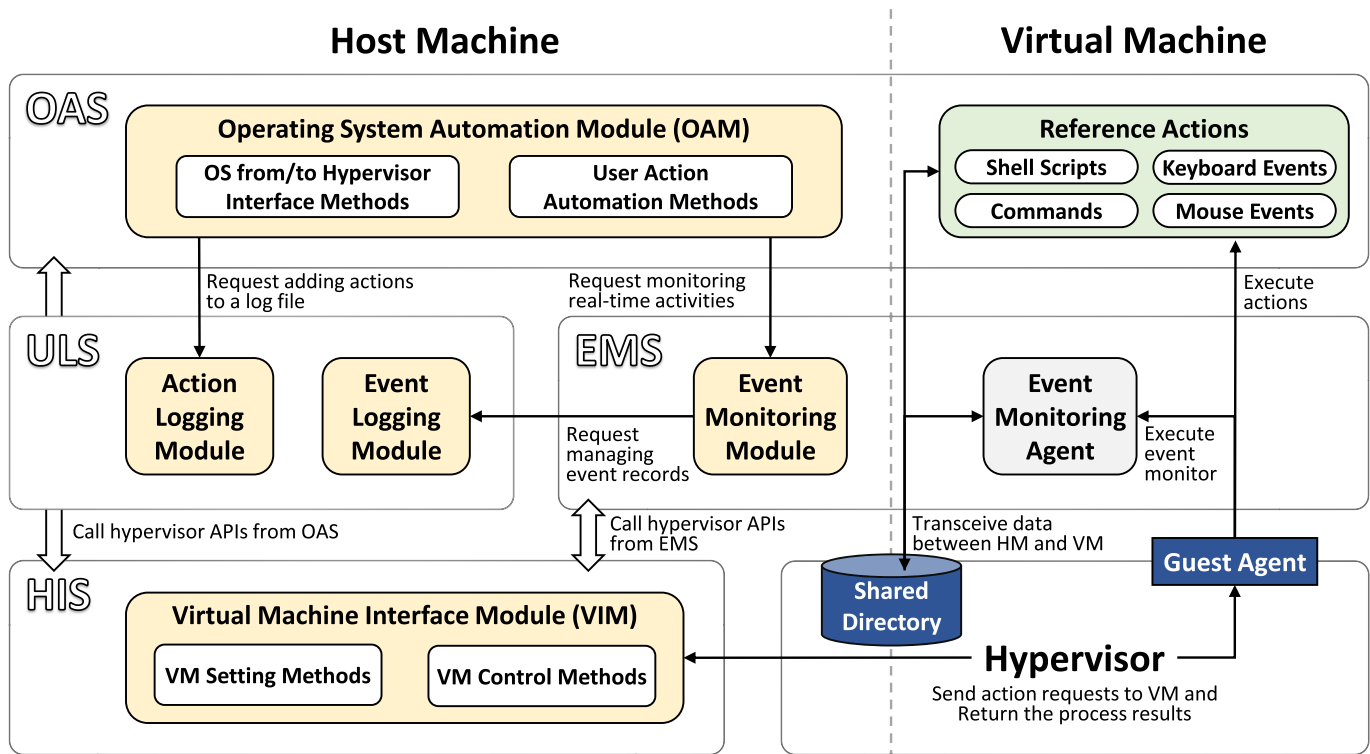 Host Machine
Virtual Machine
OAS
Operating System Automation Module (OAM)
OS from/to Hypervisor
Interface Methods
User Action
Automation Methods
Reference Actions
Shell Scripts
Keyboard Events
Commands
Mouse Events
Request adding actions
to a log file
Request monitoring
real-time activities
Execute
actions
ULS
Action
Logging
Module
Event
Logging
Module
EMS
Event
Monitoring
Module
Event
Monitoring
Agent
Request
managing
event records
Execute
event
monitor
Call hypervisor APIs from OAS
Call hypervisor APIs
from EMS
Transceive data
between HM and VM
Guest Agent
HIS
Virtual Machine Interface Module (VIM)
VM Setting Methods
VM Control Methods
Shared
Directory
Hypervisor
Send action requests to VM and
Return the process results